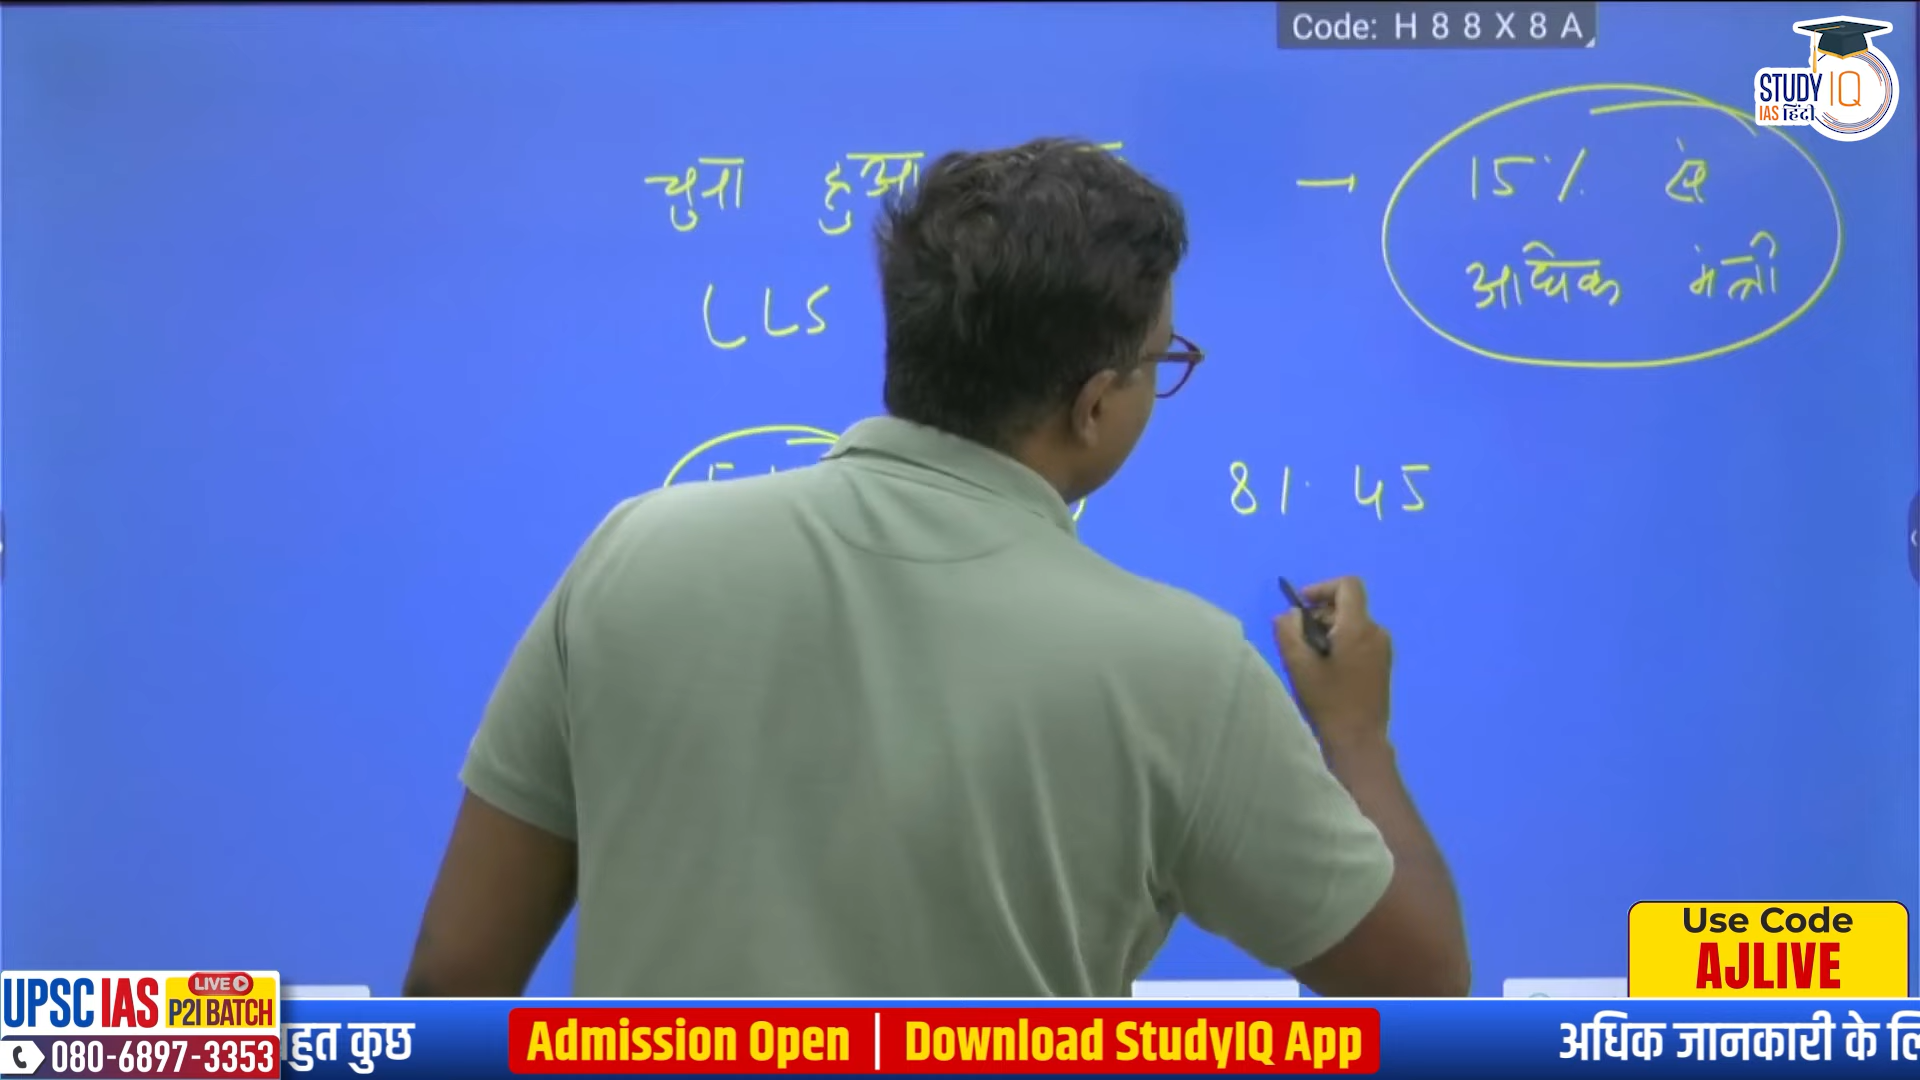 Code: H 8 8 X 8 A
STUDY IQ
IAS हिंदी
चुना हुआ → 15% से
अधिक मंत्री
LLS
81.45
Use Code
AJLIVE
UPSC IAS LIVE
P2I BATCH
080-6897-3353
कुछ
Admission Open | Download StudyIQ App
अधिक जानकारी के